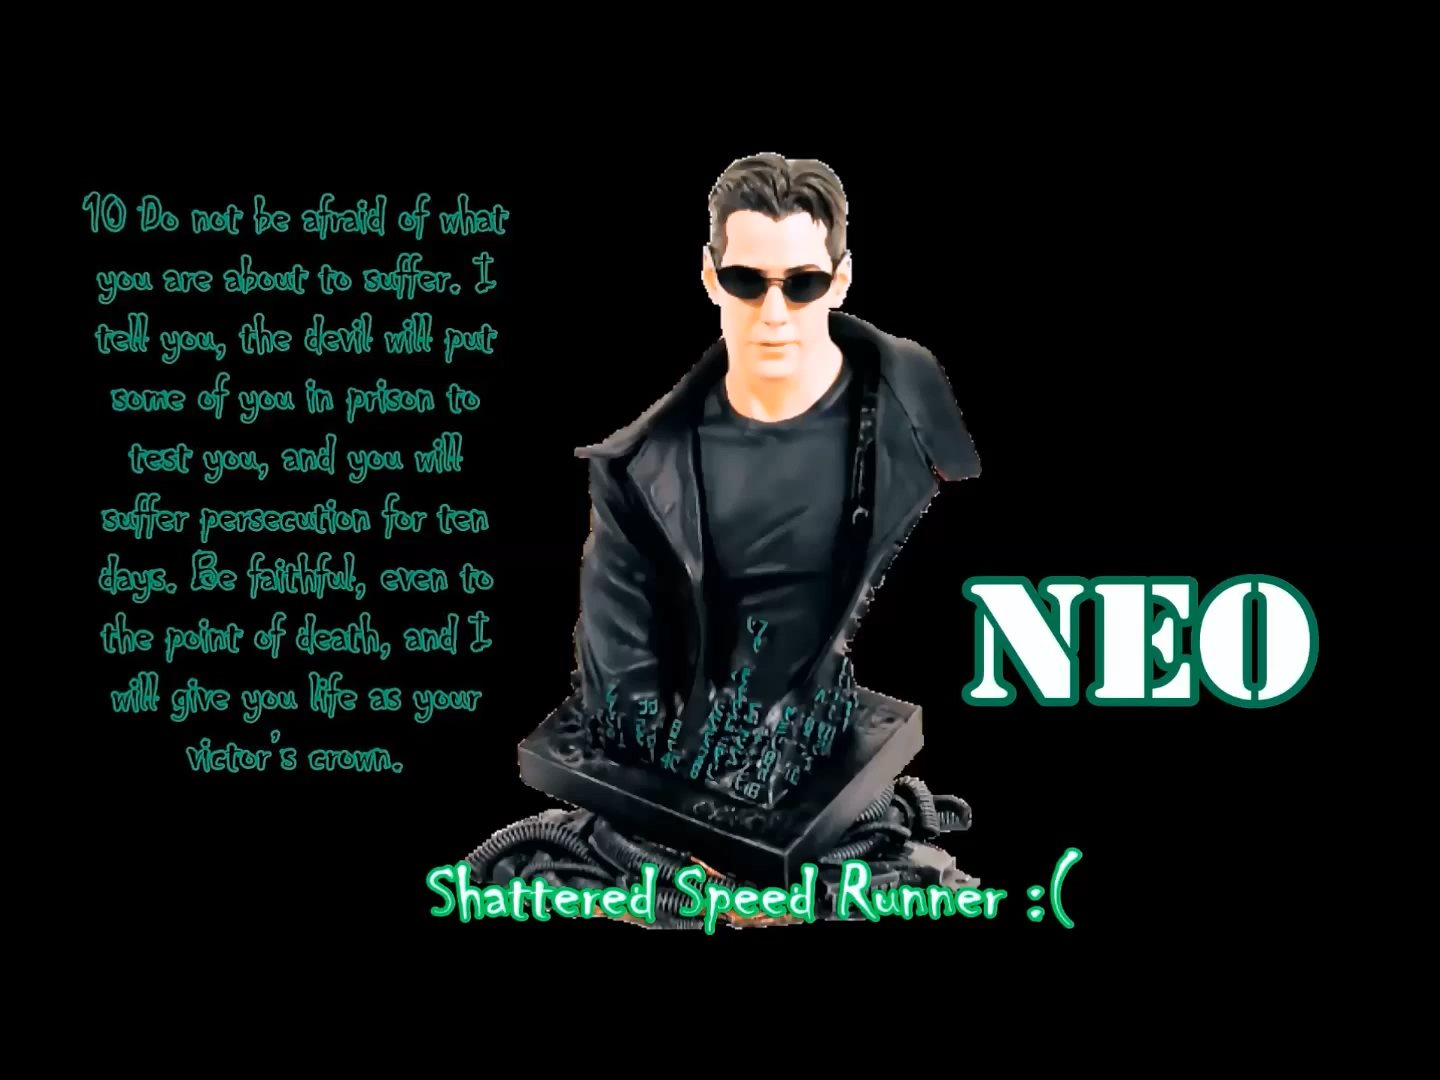 10 Do not be afraid of what
you are about to suffer. I
tell you, the devil will put
some of you in prison to
test you, and you will
suffer persecution for ten
days. Be faithful, even to
the point of death, and I
will give you life as your
victor's crown.
NEO
Shattered Speed Runner :(